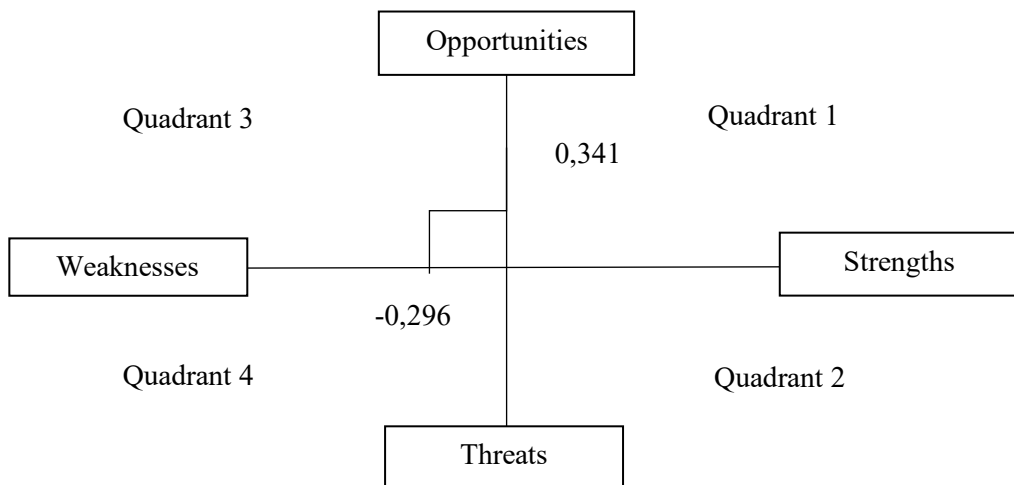 Opportunities
Quadrant 3
Quadrant 1
0,341
Weaknesses
Strengths
-0,296
Quadrant 4
Quadrant 2
Threats